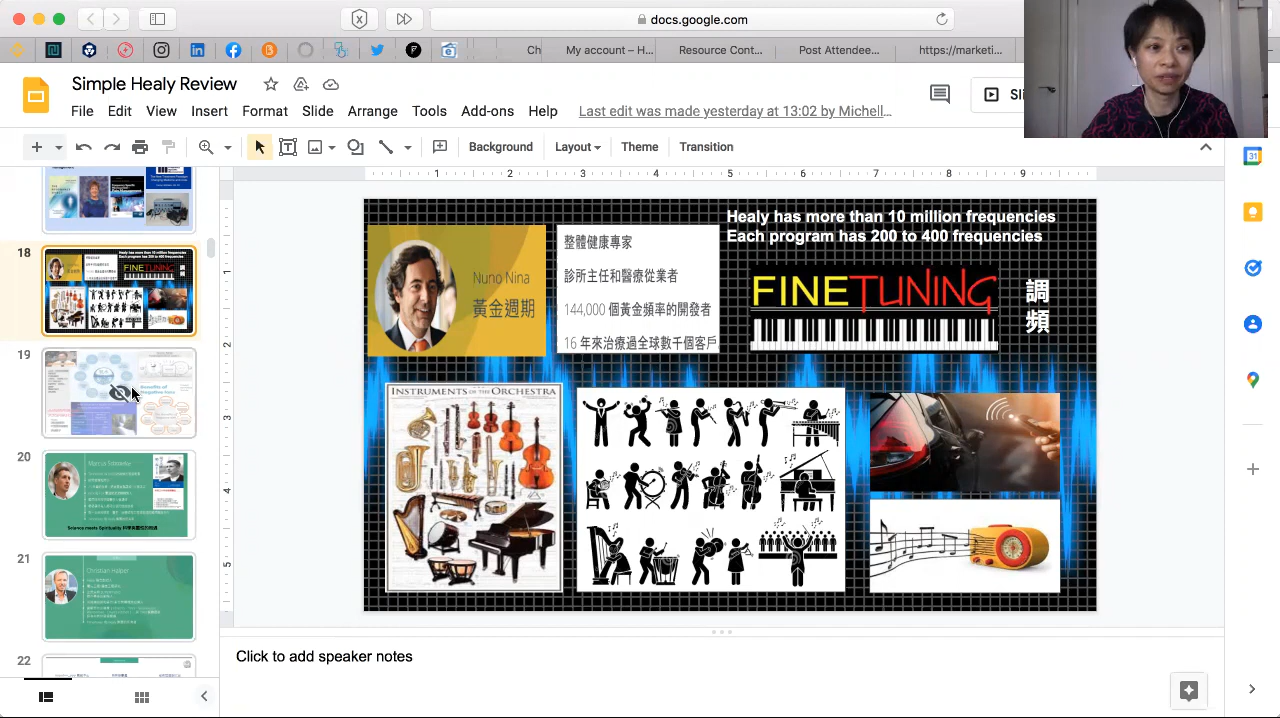 docs.google.com
Ch
My account – H...
Resource Cont...
Post Attendee...
https://marketi...
Simple Healy Review
File Edit View Insert Format Slide Arrange Tools Add-ons Help
Last edit was made yesterday at 13:02 by Michell...
Background
Layout
Theme
Transition
Healy has more than 10 million frequencies
Each program has 200 to 400 frequencies
Nuno Nina
黃金週期
整體健康專家
診所主任和醫療從業者
144,000 個黃金頻率的開發者
16 年來治療過全球數千個客戶
FINETUNING
調頻
INSTRUMENTS OF THE ORCHESTRA
18
19
20
Marcus Schmieke
21
Christian Halper
22
Click to add speaker notes
31